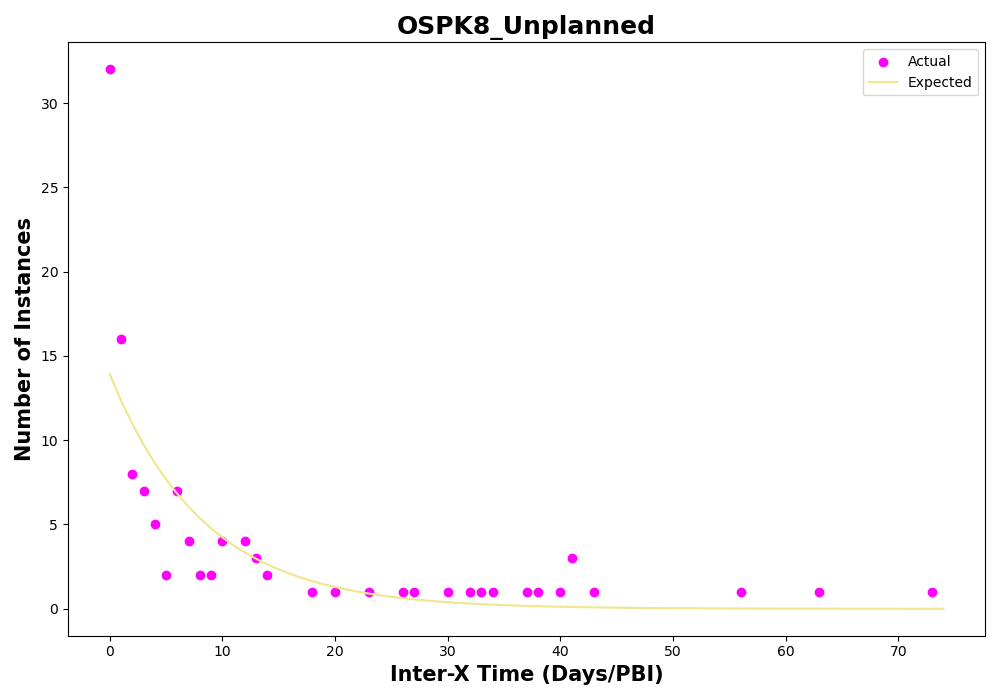 OSPK8_Unplanned
Actual
Expected
Number of Instances
30
25
20
15
10
5
0
0 10 20 30 40 50 60 70
Inter-X Time (Days/PBI)